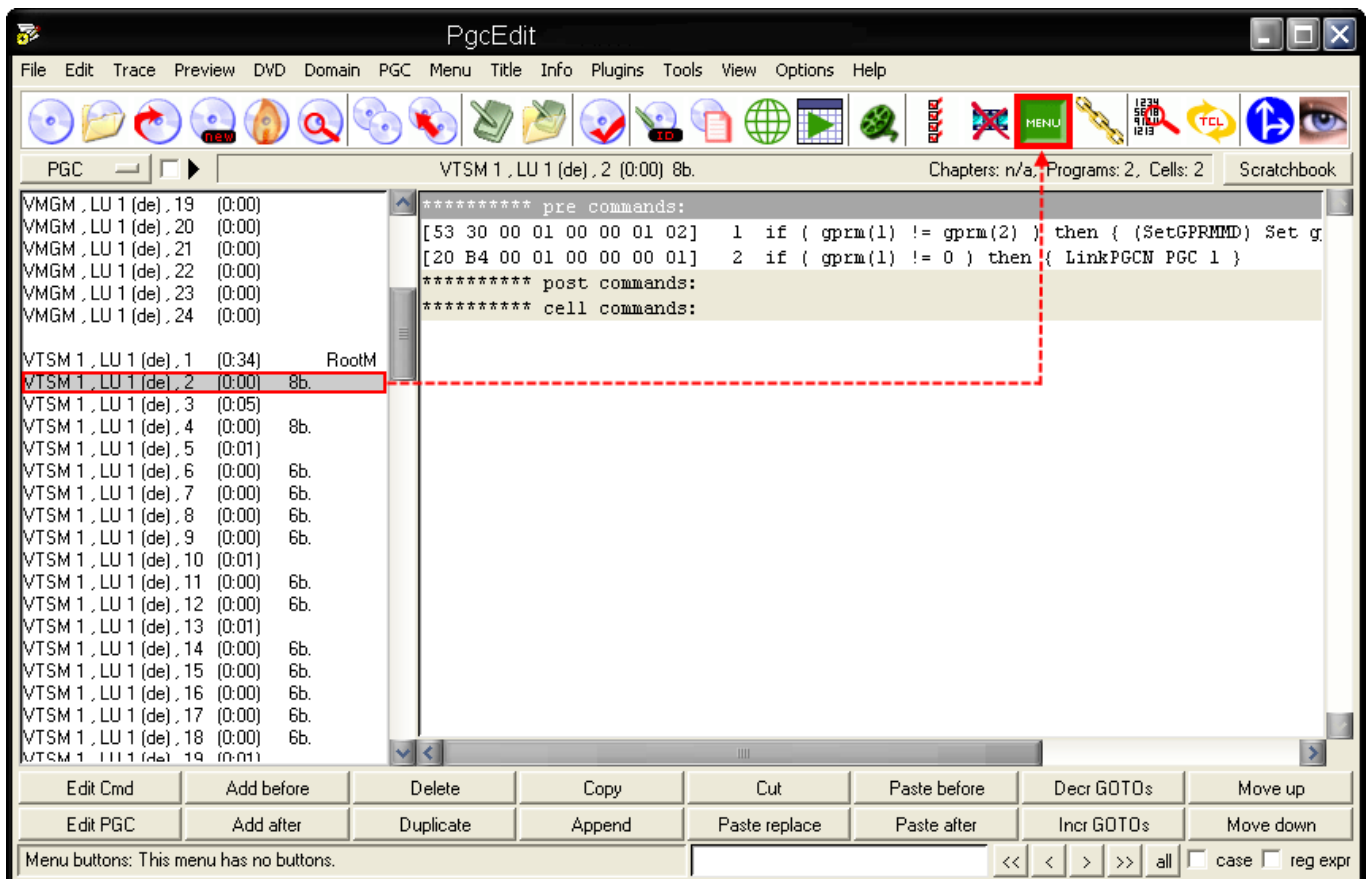 PgcEdit
File Edit Trace Preview DVD Domain PGC Menu Title Info Plugins Tools View Options Help
new ID MENU 1234 5678 9101 1213 TCL
PGC VTSM 1 , LU 1 (de) , 2 (0:00) 8b. Chapters: n/a, Programs: 2, Cells: 2 Scratchbook
VMGM , LU 1 (de) , 19 (0:00)
VMGM , LU 1 (de) , 20 (0:00)
VMGM , LU 1 (de) , 21 (0:00)
VMGM , LU 1 (de) , 22 (0:00)
VMGM , LU 1 (de) , 23 (0:00)
VMGM , LU 1 (de) , 24 (0:00)
VTSM 1 , LU 1 (de) , 1 (0:34) RootM
VTSM 1 , LU 1 (de) , 2 (0:00) 8b.
VTSM 1 , LU 1 (de) , 3 (0:05)
VTSM 1 , LU 1 (de) , 4 (0:00) 8b.
VTSM 1 , LU 1 (de) , 5 (0:01)
VTSM 1 , LU 1 (de) , 6 (0:00) 6b.
VTSM 1 , LU 1 (de) , 7 (0:00) 6b.
VTSM 1 , LU 1 (de) , 8 (0:00) 6b.
VTSM 1 , LU 1 (de) , 9 (0:00) 6b.
VTSM 1 , LU 1 (de) , 10 (0:01)
VTSM 1 , LU 1 (de) , 11 (0:00) 6b.
VTSM 1 , LU 1 (de) , 12 (0:00) 6b.
VTSM 1 , LU 1 (de) , 13 (0:01)
VTSM 1 , LU 1 (de) , 14 (0:00) 6b.
VTSM 1 , LU 1 (de) , 15 (0:00) 6b.
VTSM 1 , LU 1 (de) , 16 (0:00) 6b.
VTSM 1 , LU 1 (de) , 17 (0:00) 6b.
VTSM 1 , LU 1 (de) , 18 (0:00) 6b.
VTSM 1 , LU 1 (de) , 19 (0:01)
********** pre commands:
[53 30 00 01 00 00 01 02] 1 if ( gprm(1) != gprm(2) ) then { (SetGPRMMD) Set g
[20 B4 00 01 00 00 00 01] 2 if ( gprm(1) != 0 ) then { LinkPGCN PGC 1 }
********** post commands:
********** cell commands:
Edit Cmd Add before Delete Copy Cut Paste before Decr GOTOs Move up
Edit PGC Add after Duplicate Append Paste replace Paste after Incr GOTOs Move down
Menu buttons: This menu has no buttons. << < > >> all case reg expr